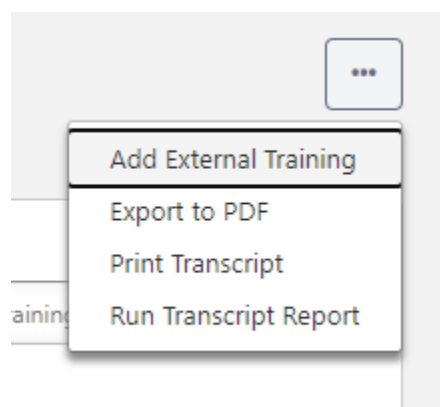 Add External Training
Export to PDF
Print Transcript
Run Transcript Report